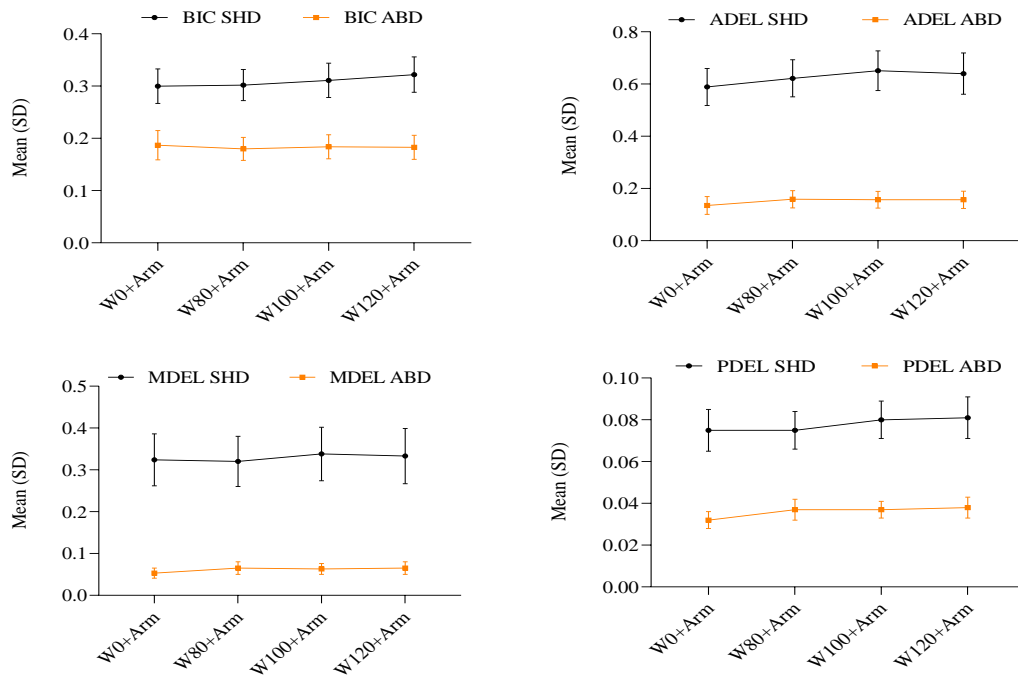 BIC SHD BIC ABD
0.4
0.3
0.2
0.1
0.0
Mean (SD)
W0+Arm
W80+Arm
W100+Arm
W120+Arm
ADEL SHD ADEL ABD
0.8
0.6
0.4
0.2
0.0
Mean (SD)
W0+Arm
W80+Arm
W100+Arm
W120+Arm
MDEL SHD MDEL ABD
0.5
0.4
0.3
0.2
0.1
0.0
Mean (SD)
W0+Arm
W80+Arm
W100+Arm
W120+Arm
PDEL SHD PDEL ABD
0.10
0.08
0.06
0.04
0.02
0.00
Mean (SD)
W0+Arm
W80+Arm
W100+Arm
W120+Arm